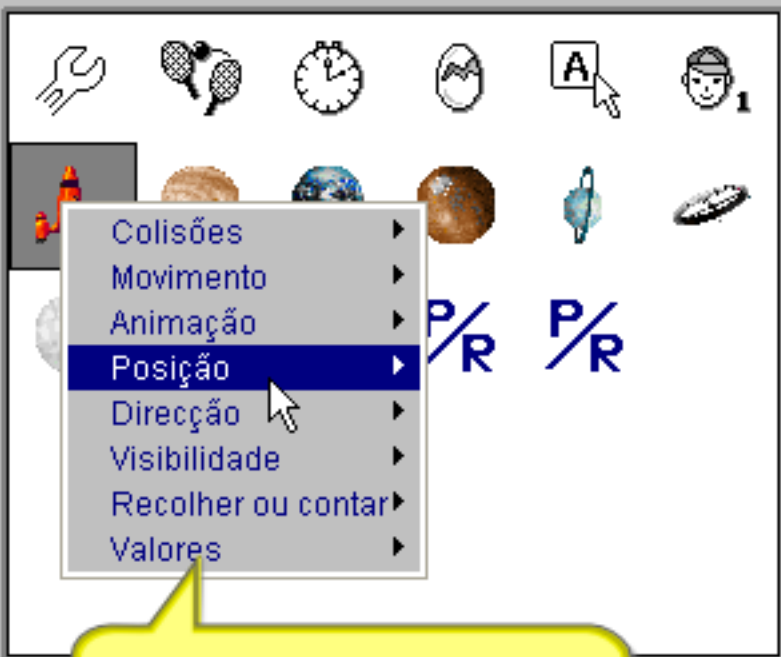 A
1
Colisões
Movimento
Animação
P/R P/R
Posição
Direcção
Visibilidade
Recolher ou contar
Valores